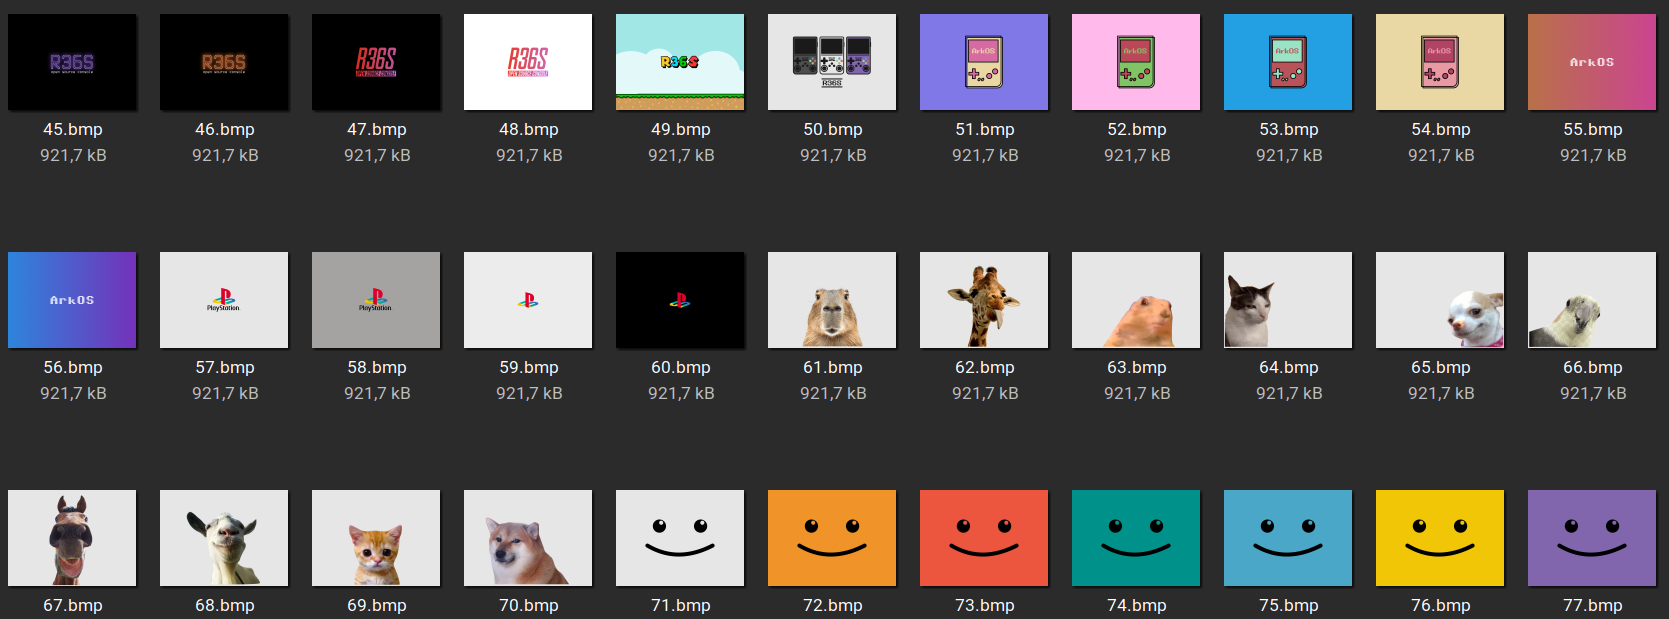 R36S
open source console
R36S
open source console
R36S
OPEN SOURCE CONSOLE
R36S
OPEN SOURCE CONSOLE
R36S
R36S
ArkOS
ArkOS
ArkOS
ArkOS
ArkOS
45.bmp 46.bmp 47.bmp 48.bmp 49.bmp 50.bmp 51.bmp 52.bmp 53.bmp 54.bmp 55.bmp
921,7 kB 921,7 kB 921,7 kB 921,7 kB 921,7 kB 921,7 kB 921,7 kB 921,7 kB 921,7 kB 921,7 kB 921,7 kB
ArkOS
PlayStation
PlayStation
56.bmp 57.bmp 58.bmp 59.bmp 60.bmp 61.bmp 62.bmp 63.bmp 64.bmp 65.bmp 66.bmp
921,7 kB 921,7 kB 921,7 kB 921,7 kB 921,7 kB 921,7 kB 921,7 kB 921,7 kB 921,7 kB 921,7 kB 921,7 kB
67.bmp 68.bmp 69.bmp 70.bmp 71.bmp 72.bmp 73.bmp 74.bmp 75.bmp 76.bmp 77.bmp